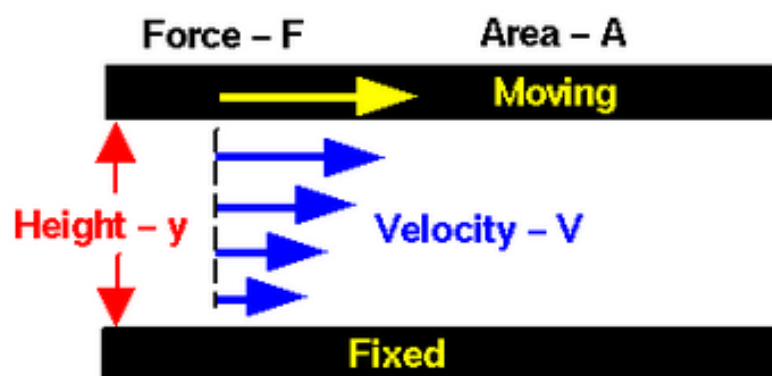 Force – F
Area – A
Moving
Height – y
Velocity – V
Fixed